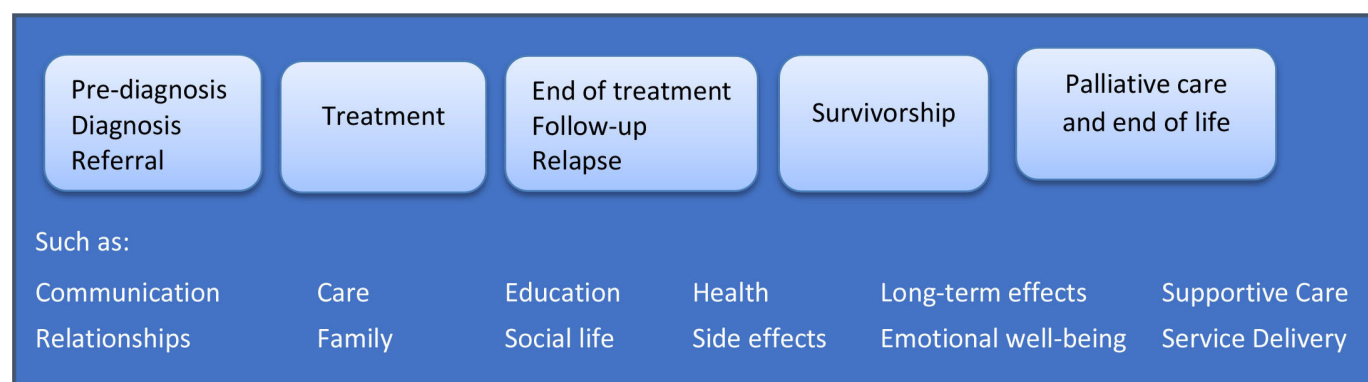 Pre-diagnosis
Diagnosis
Referral
Treatment
End of treatment
Follow-up
Relapse
Survivorship
Palliative care
and end of life
Such as:
Communication Care Education Health Long-term effects Supportive Care
Relationships Family Social life Side effects Emotional well-being Service Delivery